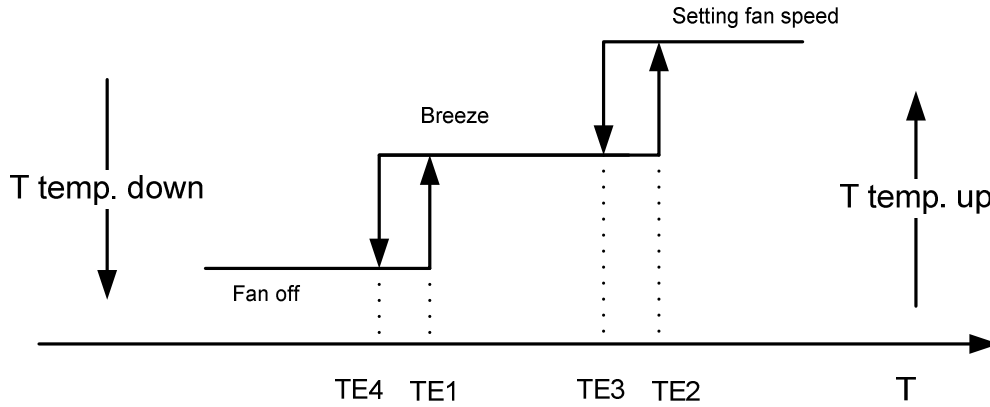 Setting fan speed
Breeze
T temp. down
T temp. up
Fan off
TE4
TE1
TE3
TE2
T